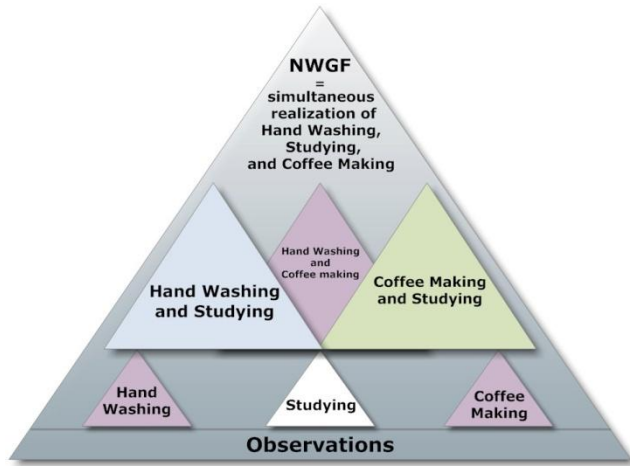 NWGF
=
simultaneous
realization of
Hand Washing,
Studying,
and Coffee Making
Hand Washing
and
Coffee making
Hand Washing
and Studying
Coffee Making
and Studying
Hand
Washing
Studying
Coffee
Making
Observations